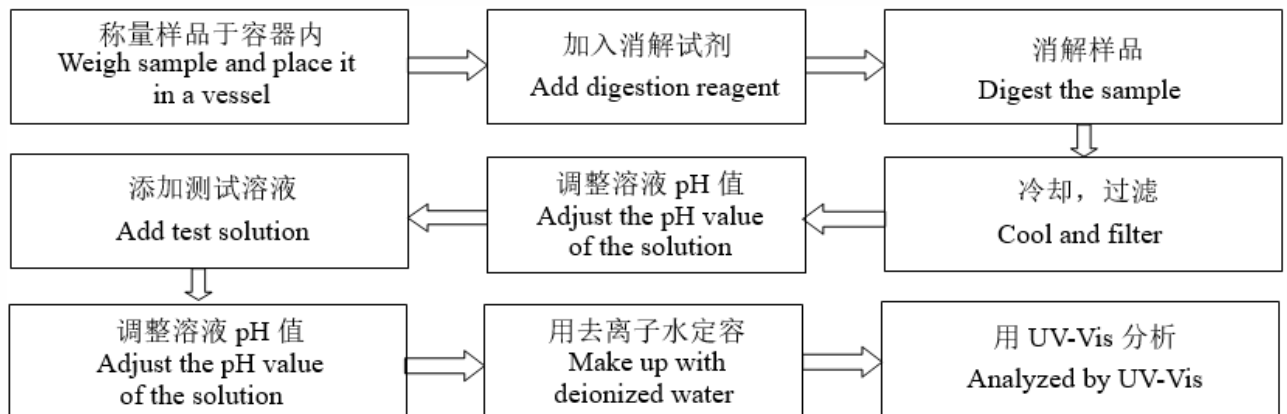 称量样品于容器内
Weigh sample and place it
in a vessel
加入消解试剂
Add digestion reagent
消解样品
Digest the sample
冷却，过滤
Cool and filter
调整溶液 pH 值
Adjust the pH value
of the solution
添加测试溶液
Add test solution
调整溶液 pH 值
Adjust the pH value
of the solution
用去离子水定容
Make up with
deionized water
用 UV-Vis 分析
Analyzed by UV-Vis